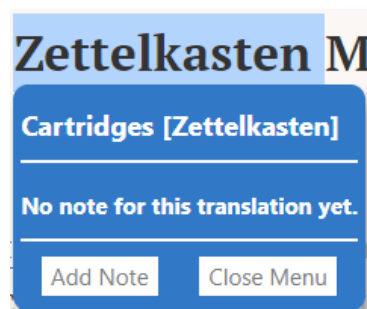 Zettelkasten M
Cartridges [Zettelkasten]
No note for this translation yet.
Add Note Close Menu